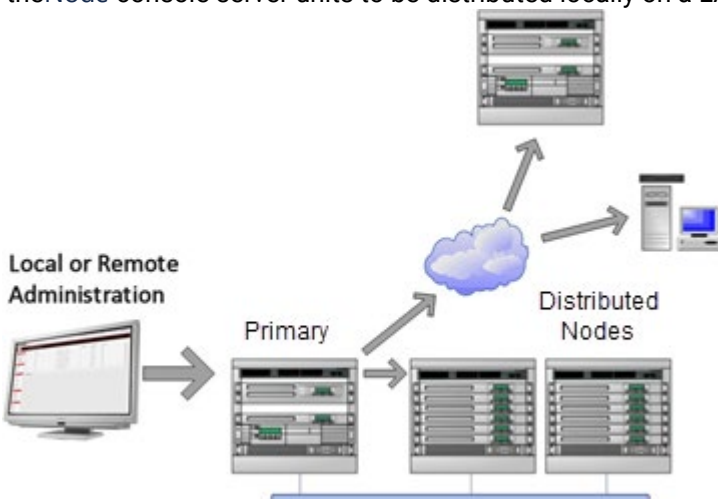 theNode console server units to be distributed locally on a
Local or Remote
Administration
Primary
Distributed
Nodes